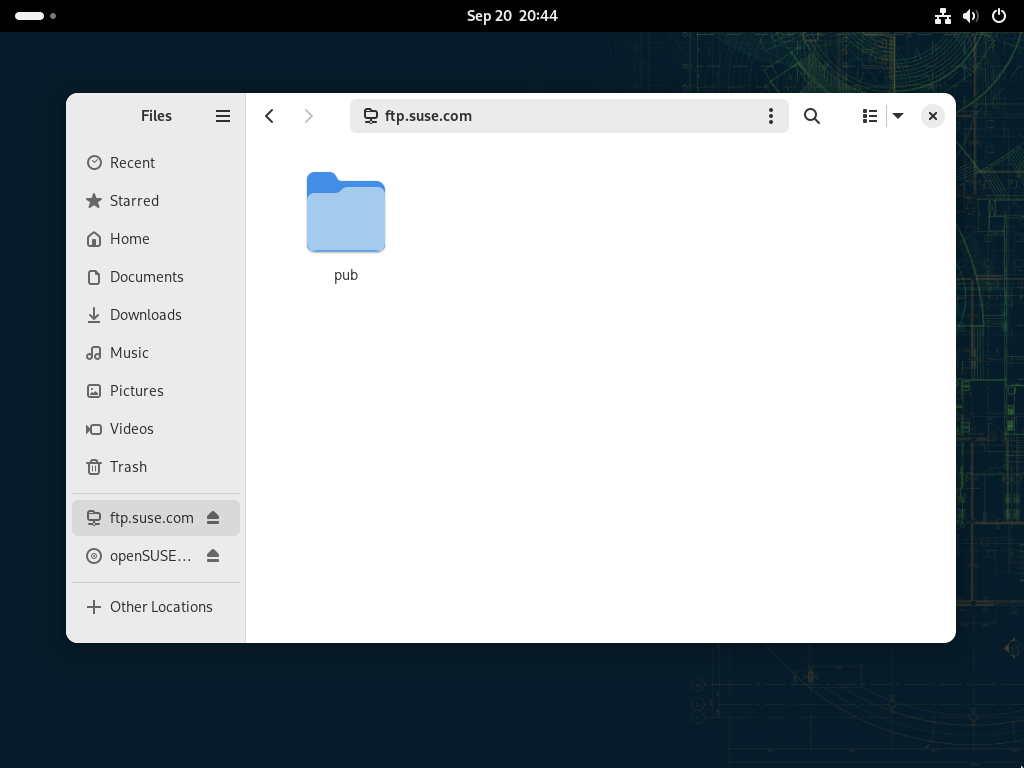 Sep 20 20:44
Files
ftp.suse.com
Recent
Starred
Home
Documents
Downloads
Music
Pictures
Videos
Trash
ftp.suse.com
openSUSE…
Other Locations
pub